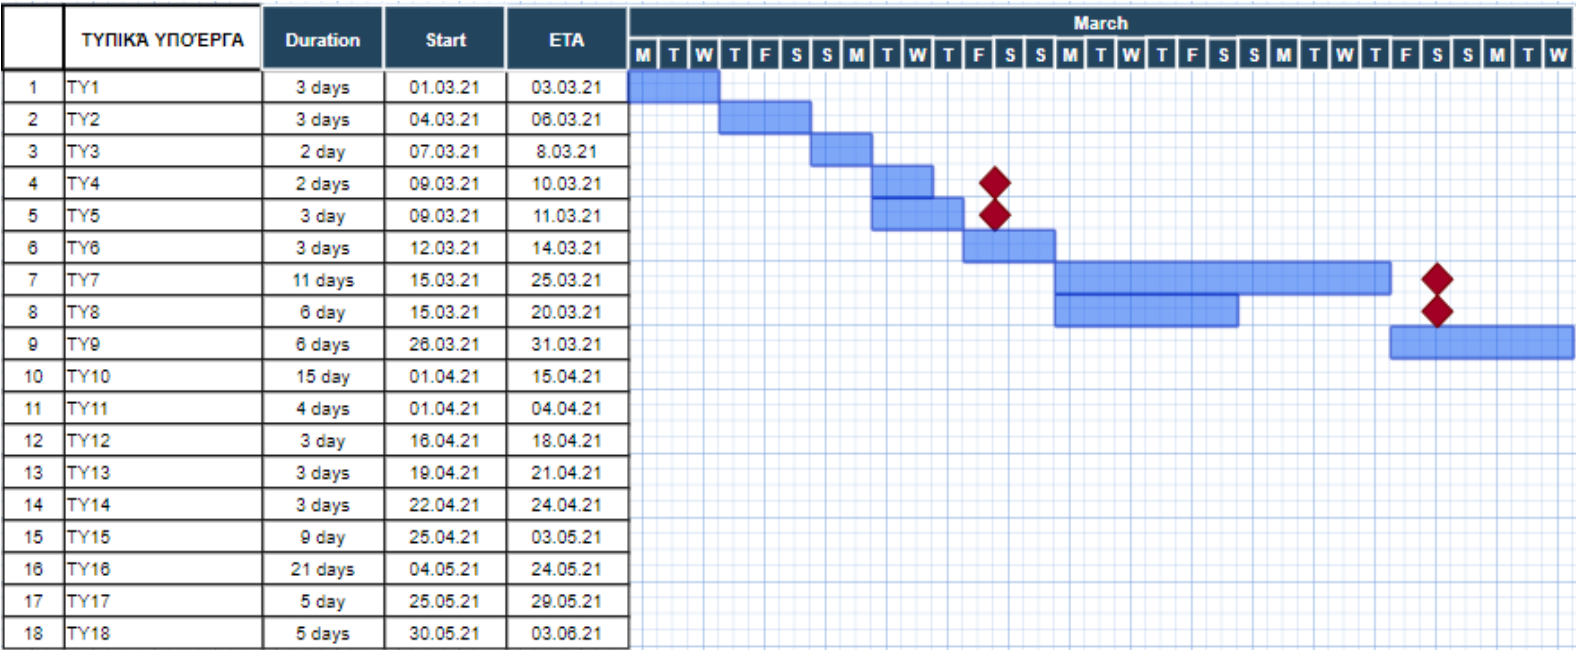 March
ΤΥΠΙΚΆ ΥΠΟΈΡΓΑ Duration Start ETA
M T W T F S S M T W T F S S M T W T F S S M T W T F S S M T W
1 TY1 3 days 01.03.21 03.03.21
2 TY2 3 days 04.03.21 06.03.21
3 TY3 2 day 07.03.21 8.03.21
4 TY4 2 days 09.03.21 10.03.21
5 TY5 3 day 09.03.21 11.03.21
6 TY6 3 days 12.03.21 14.03.21
7 TY7 11 days 15.03.21 25.03.21
8 TY8 6 day 15.03.21 20.03.21
9 TY9 6 days 26.03.21 31.03.21
10 TY10 15 day 01.04.21 15.04.21
11 TY11 4 days 01.04.21 04.04.21
12 TY12 3 day 16.04.21 18.04.21
13 TY13 3 days 19.04.21 21.04.21
14 TY14 3 days 22.04.21 24.04.21
15 TY15 9 day 25.04.21 03.05.21
16 TY16 21 days 04.05.21 24.05.21
17 TY17 5 day 25.05.21 29.05.21
18 TY18 5 days 30.05.21 03.06.21